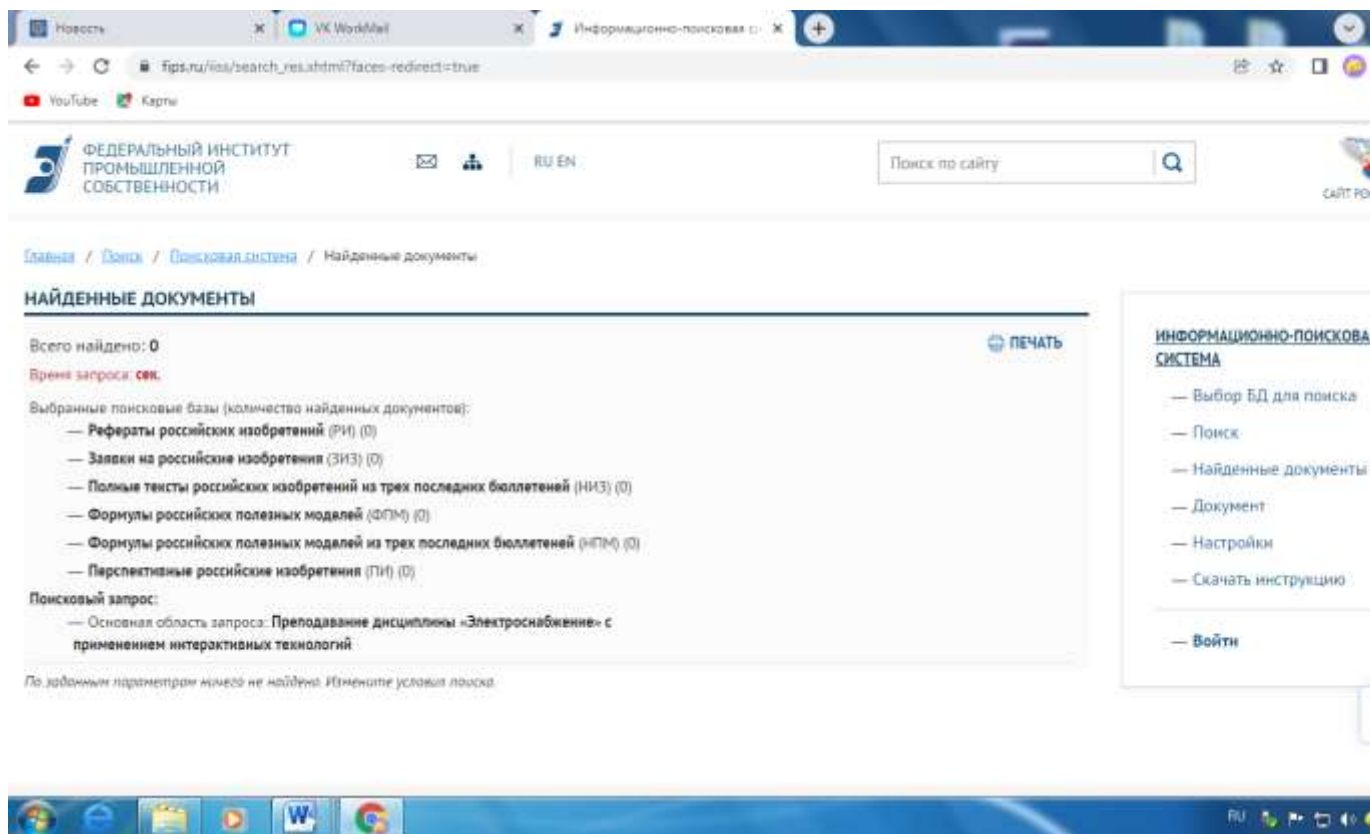 Новость
VK WorkMail
Информационно-поисковая с
fips.ru/iiss/search_res.xhtml?faces-redirect=true
YouTube
Карты
ФЕДЕРАЛЬНЫЙ ИНСТИТУТ
ПРОМЫШЛЕННОЙ
СОБСТВЕННОСТИ
RU EN
Поиск по сайту
САЙТ РО
Главная / Поиск / Поисковая система / Найденные документы
НАЙДЕННЫЕ ДОКУМЕНТЫ
Всего найдено: 0
ПЕЧАТЬ
Время запроса: сек.
Выбранные поисковые базы (количество найденных документов):
— Рефераты российских изобретений (РИ) (0)
— Заявки на российские изобретения (ЗИЗ) (0)
— Полные тексты российских изобретений из трех последних бюллетеней (НИЗ) (0)
— Формулы российских полезных моделей (ФПМ) (0)
— Формулы российских полезных моделей из трех последних бюллетеней (НПМ) (0)
— Перспективные российские изобретения (ПИ) (0)
Поисковый запрос:
— Основная область запроса: Преподавание дисциплины «Электроснабжение» с
применением интерактивных технологий
По заданным параметрам ничего не найдено. Измените условия поиска.
ИНФОРМАЦИОННО-ПОИСКОВА
СИСТЕМА
— Выбор БД для поиска
— Поиск
— Найденные документы
— Документ
— Настройки
— Скачать инструкцию
— Войти
RU